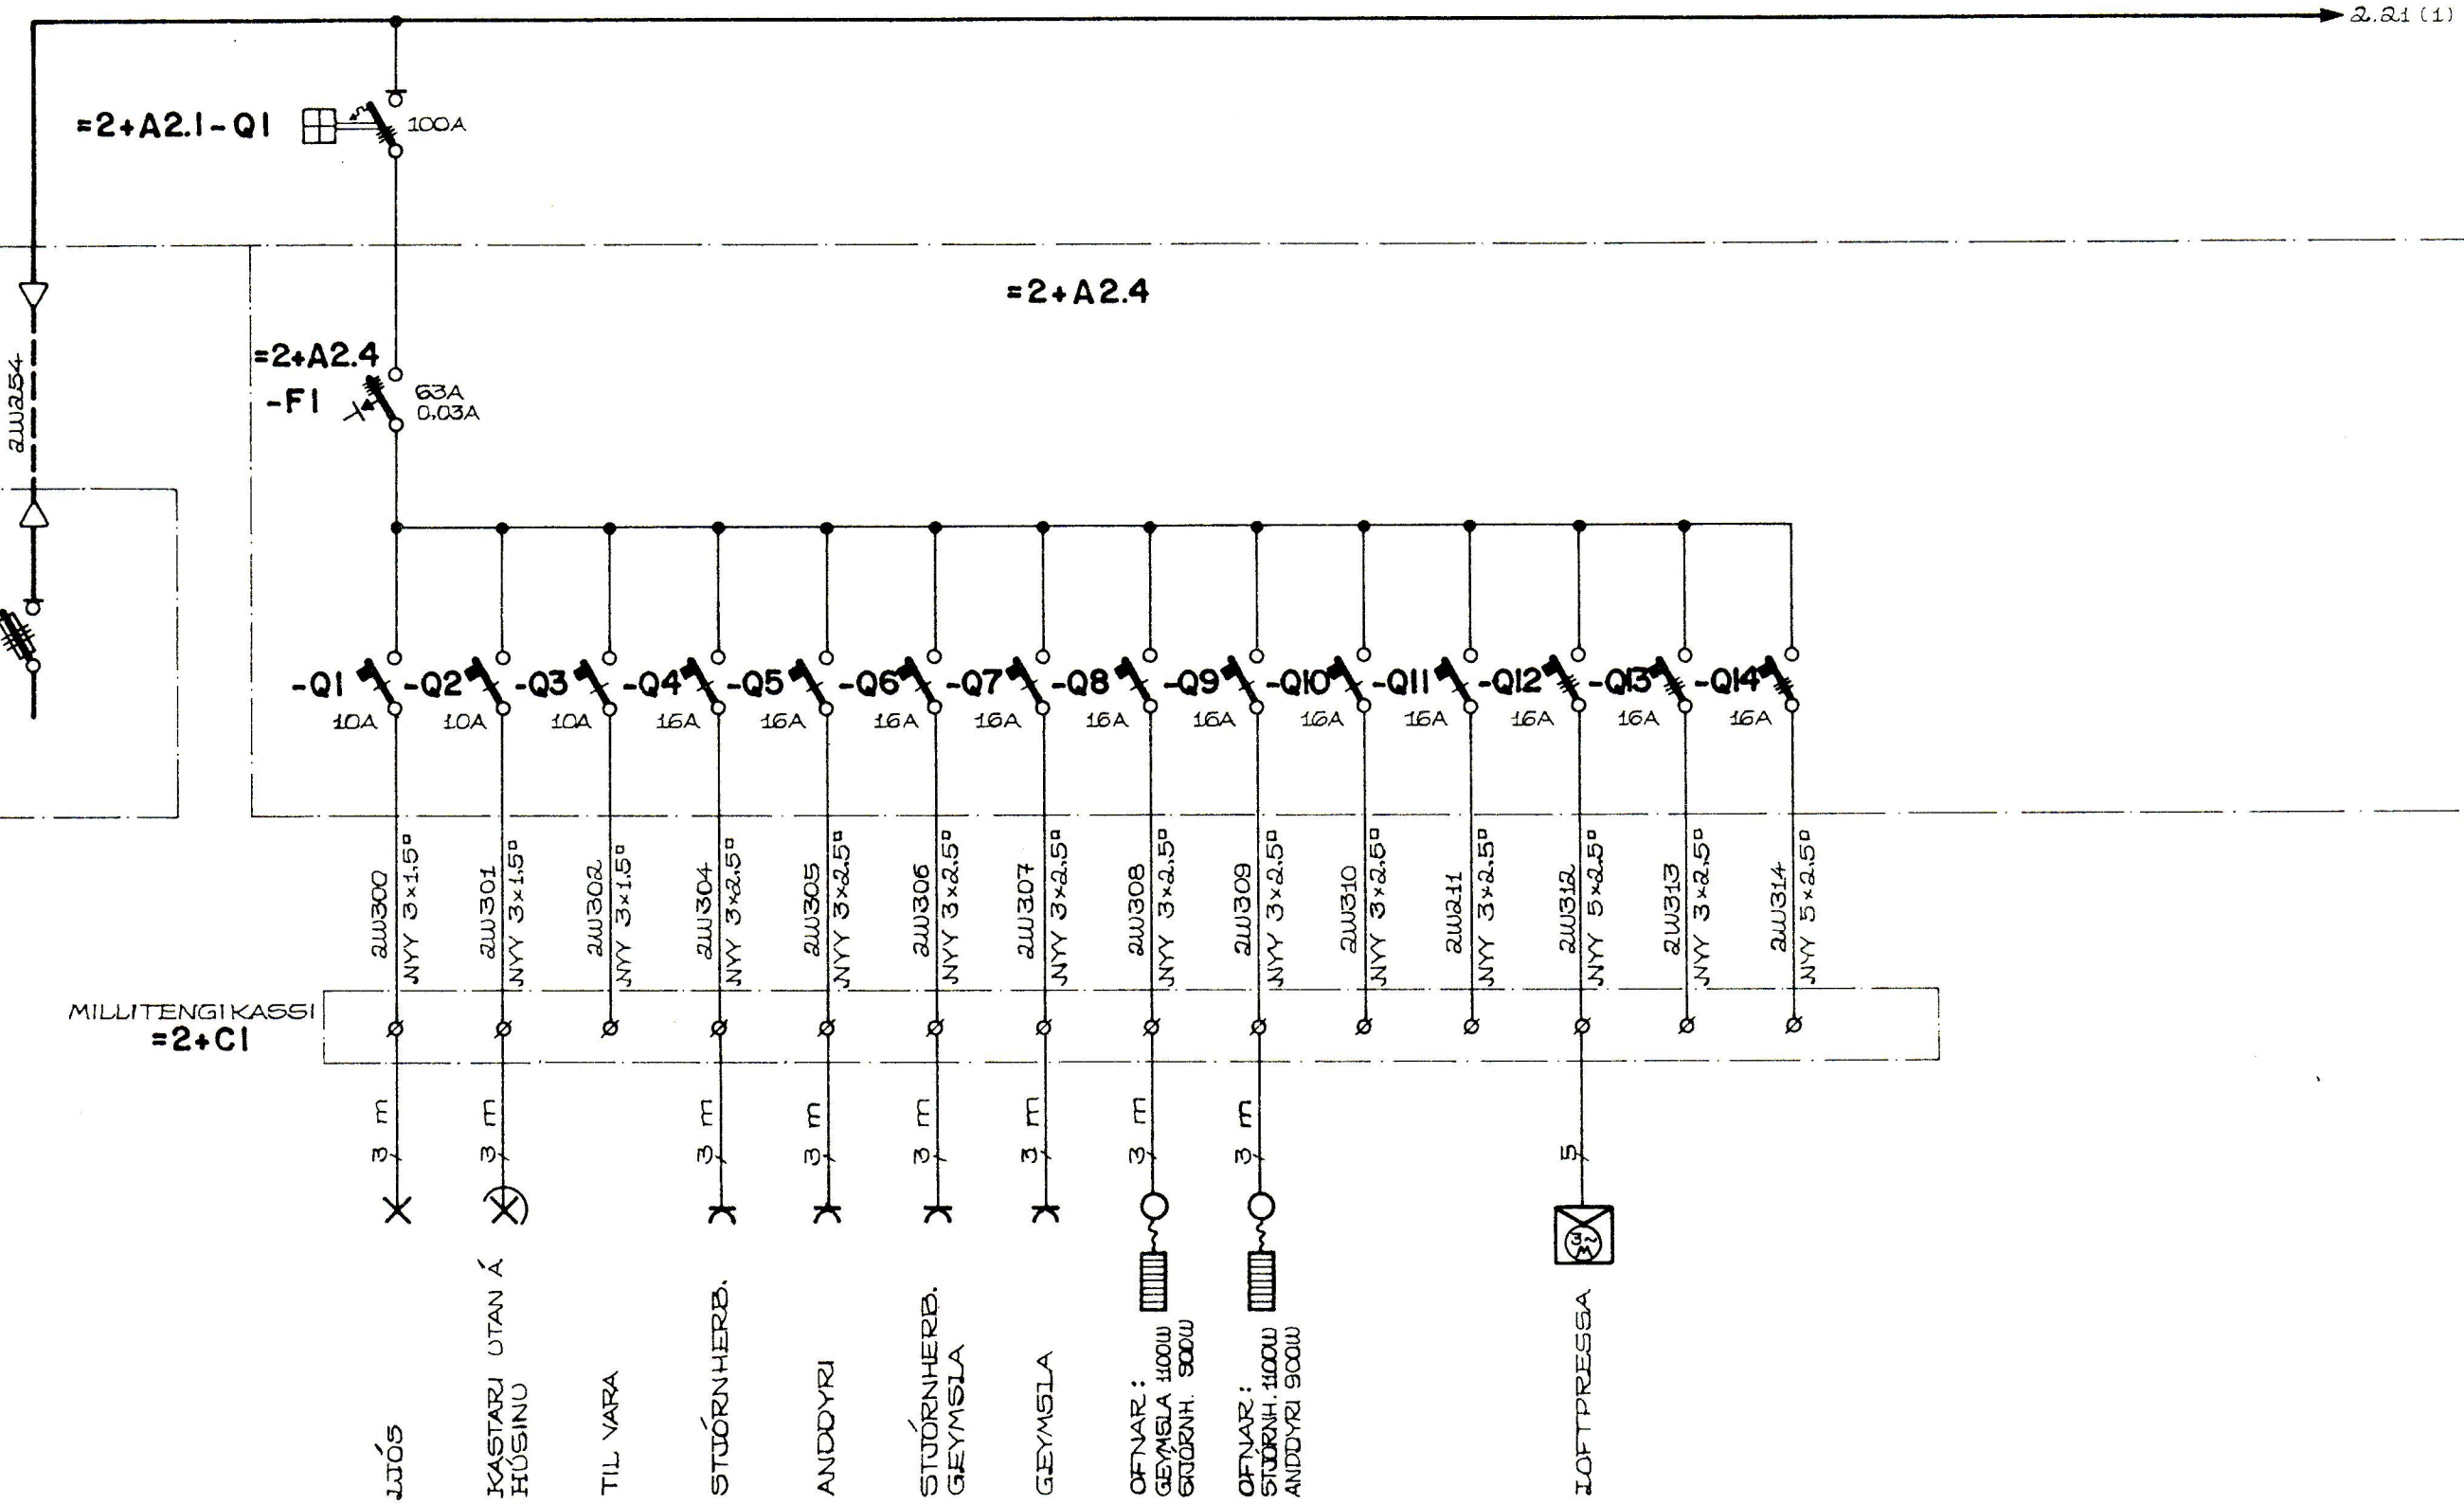 2.21 (1)
=2+A2.1-Q1
100A
=2+A2.4
2W254
=2+A2.4
-F1
63A
0,03A
-Q1
-Q2
-Q3
-Q4
-Q5
-Q6
-Q7
-Q8
-Q9
-Q10
-Q11
-Q12
-Q13
-Q14
10A
10A
10A
16A
16A
16A
16A
16A
16A
16A
16A
16A
16A
16A
2W300
NYY 3×1,5▫
2W301
NYY 3×1,5▫
2W302
NYY 3×1,5▫
2W304
NYY 3×2,5▫
2W305
NYY 3×2,5▫
2W306
NYY 3×2,5▫
2W307
NYY 3×2,5▫
2W308
NYY 3×2,5▫
2W309
NYY 3×2,5▫
2W310
NYY 3×2,5▫
2W211
NYY 3×2,5▫
2W312
NYY 5×2,5▫
2W313
NYY 3×2,5▫
2W314
NYY 5×2,5▫
MILLITENGIKASSI
=2+C1
3 m
3 m
3 m
3 m
3 m
3 m
3 m
3 m
5
3~
M
LJÓS
KASTARI UTAN Á
HÚSINU
TIL VARA
STJÓRNHERB.
ANDDYRI
STJÓRNHERB.
GEYMSLA
GEYMSLA
OFNAR:
GEYMSLA 1100W
STJÓRNH. 900W
OFNAR:
STJÓRNH. 1100W
ANDDYRI 900W
LOFTPRESSA